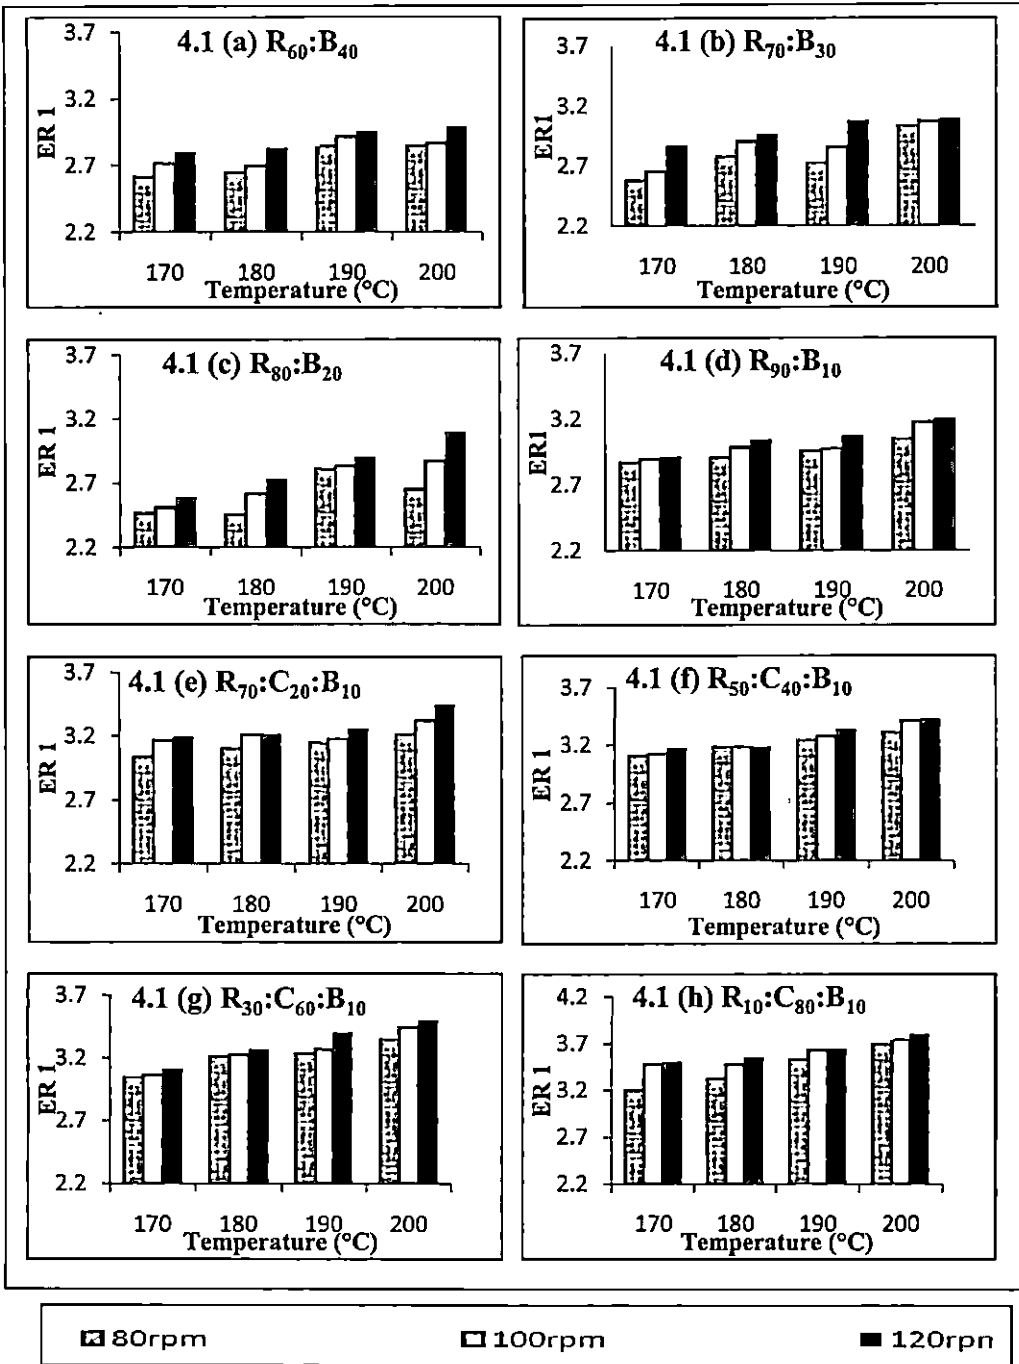 4.1 (a) R60:B40
3.7
3.2
2.7
2.2
ER 1
170 180 190 200
Temperature (°C)
4.1 (b) R70:B30
3.7
3.2
2.7
2.2
ER1
170 180 190 200
Temperature (°C)
4.1 (c) R80:B20
3.7
3.2
2.7
2.2
ER 1
170 180 190 200
Temperature (°C)
4.1 (d) R90:B10
3.7
3.2
2.7
2.2
ER1
170 180 190 200
Temperature (°C)
4.1 (e) R70:C20:B10
3.7
3.2
2.7
2.2
ER 1
170 180 190 200
Temperature (°C)
4.1 (f) R50:C40:B10
3.7
3.2
2.7
2.2
ER 1
170 180 190 200
Temperature (°C)
4.1 (g) R30:C60:B10
3.7
3.2
2.7
2.2
ER 1
170 180 190 200
Temperature (°C)
4.1 (h) R10:C80:B10
4.2
3.7
3.2
2.7
2.2
ER 1
170 180 190 200
Temperature (°C)
80rpm 100rpm 120rpn